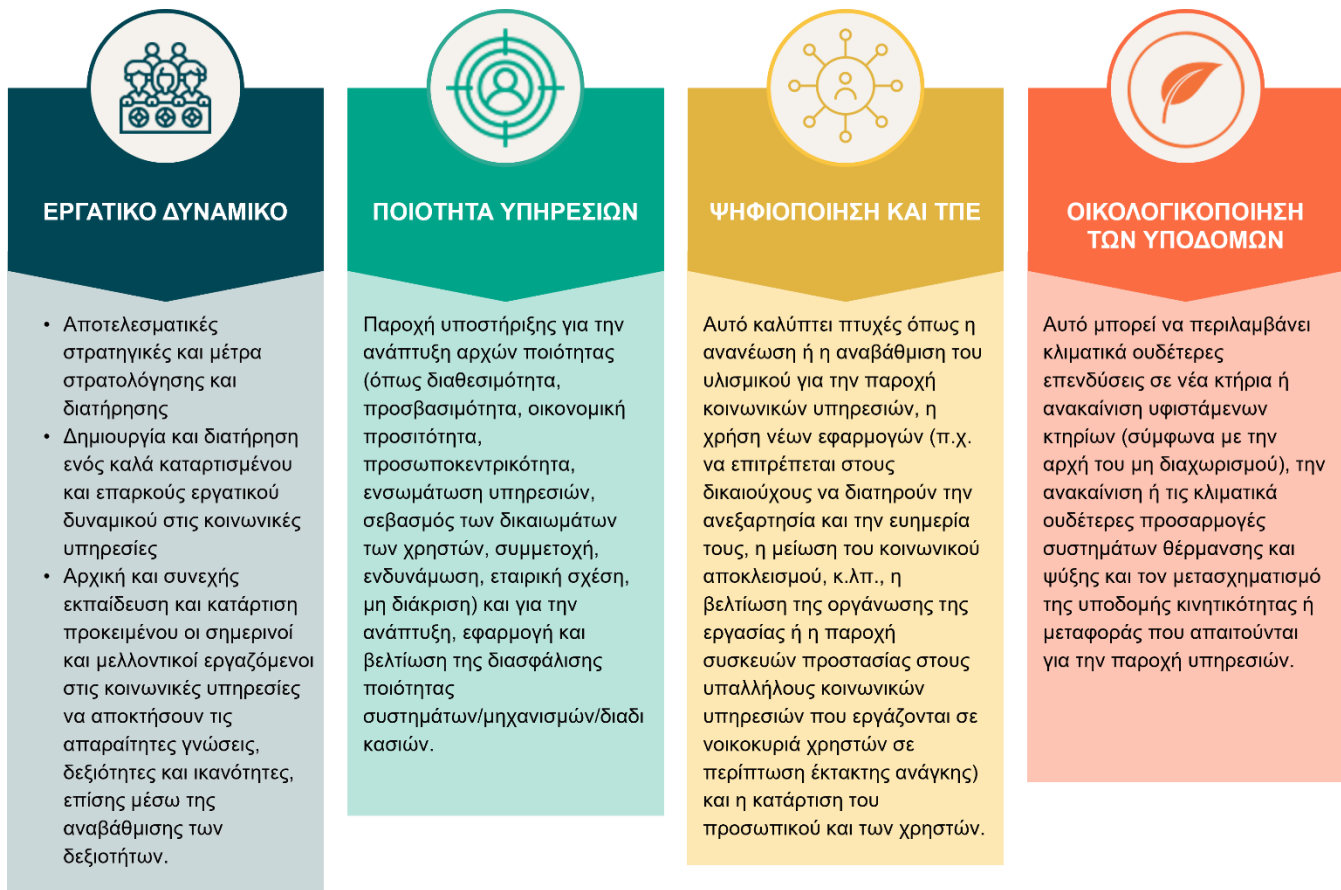 ΕΡΓΑΤΙΚΟ ΔΥΝΑΜΙΚΟ
• Αποτελεσματικές
στρατηγικές και μέτρα
στρατολόγησης και
διατήρησης
• Δημιουργία και διατήρηση
ενός καλά καταρτισμένου
και επαρκούς εργατικού
δυναμικού στις κοινωνικές
υπηρεσίες
• Αρχική και συνεχής
εκπαίδευση και κατάρτιση
προκειμένου οι σημερινοί
και μελλοντικοί εργαζόμενοι
στις κοινωνικές υπηρεσίες
να αποκτήσουν τις
απαραίτητες γνώσεις,
δεξιότητες και ικανότητες,
επίσης μέσω της
αναβάθμισης των
δεξιοτήτων.
ΠΟΙΟΤΗΤΑ ΥΠΗΡΕΣΙΩΝ
Παροχή υποστήριξης για την
ανάπτυξη αρχών ποιότητας
(όπως διαθεσιμότητα,
προσβασιμότητα, οικονομική
προσιτότητα,
προσωποκεντρικότητα,
ενσωμάτωση υπηρεσιών,
σεβασμός των δικαιωμάτων
των χρηστών, συμμετοχή,
ενδυνάμωση, εταιρική σχέση,
μη διάκριση) και για την
ανάπτυξη, εφαρμογή και
βελτίωση της διασφάλισης
ποιότητας
συστημάτων/μηχανισμών/διαδι
κασιών.
ΨΗΦΙΟΠΟΙΗΣΗ ΚΑΙ ΤΠΕ
Αυτό καλύπτει πτυχές όπως η
ανανέωση ή η αναβάθμιση του
υλισμικού για την παροχή
κοινωνικών υπηρεσιών, η
χρήση νέων εφαρμογών (π.χ.
να επιτρέπεται στους
δικαιούχους να διατηρούν την
ανεξαρτησία και την ευημερία
τους, η μείωση του κοινωνικού
αποκλεισμού, κ.λπ., η
βελτίωση της οργάνωσης της
εργασίας ή η παροχή
συσκευών προστασίας στους
υπαλλήλους κοινωνικών
υπηρεσιών που εργάζονται σε
νοικοκυριά χρηστών σε
περίπτωση έκτακτης ανάγκης)
και η κατάρτιση του
προσωπικού και των χρηστών.
ΟΙΚΟΛΟΓΙΚΟΠΟΙΗΣΗ
ΤΩΝ ΥΠΟΔΟΜΩΝ
Αυτό μπορεί να περιλαμβάνει
κλιματικά ουδέτερες
επενδύσεις σε νέα κτήρια ή
ανακαίνιση υφιστάμενων
κτηρίων (σύμφωνα με την
αρχή του μη διαχωρισμού), την
ανακαίνιση ή τις κλιματικά
ουδέτερες προσαρμογές
συστημάτων θέρμανσης και
ψύξης και τον μετασχηματισμό
της υποδομής κινητικότητας ή
μεταφοράς που απαιτούνται
για την παροχή υπηρεσιών.